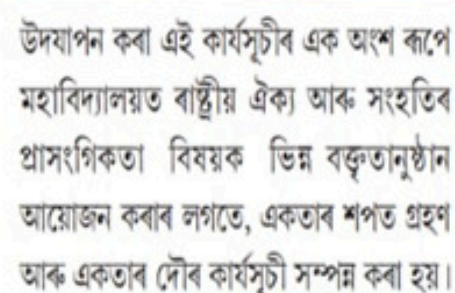 উদযাপন কৰা এই কাৰ্যসূচীৰ এক অংশ ৰূপে
মহাবিদ্যালয়ত ৰাষ্ট্ৰীয় ঐক্য আৰু সংহতিৰ
প্ৰাসংগিকতা বিষয়ক ভিন্ন বক্তৃতানুষ্ঠান
আয়োজন কৰাৰ লগতে, একতাৰ শপত গ্ৰহণ
আৰু একতাৰ দৌৰ কাৰ্যসূচী সম্পন্ন কৰা হয়।